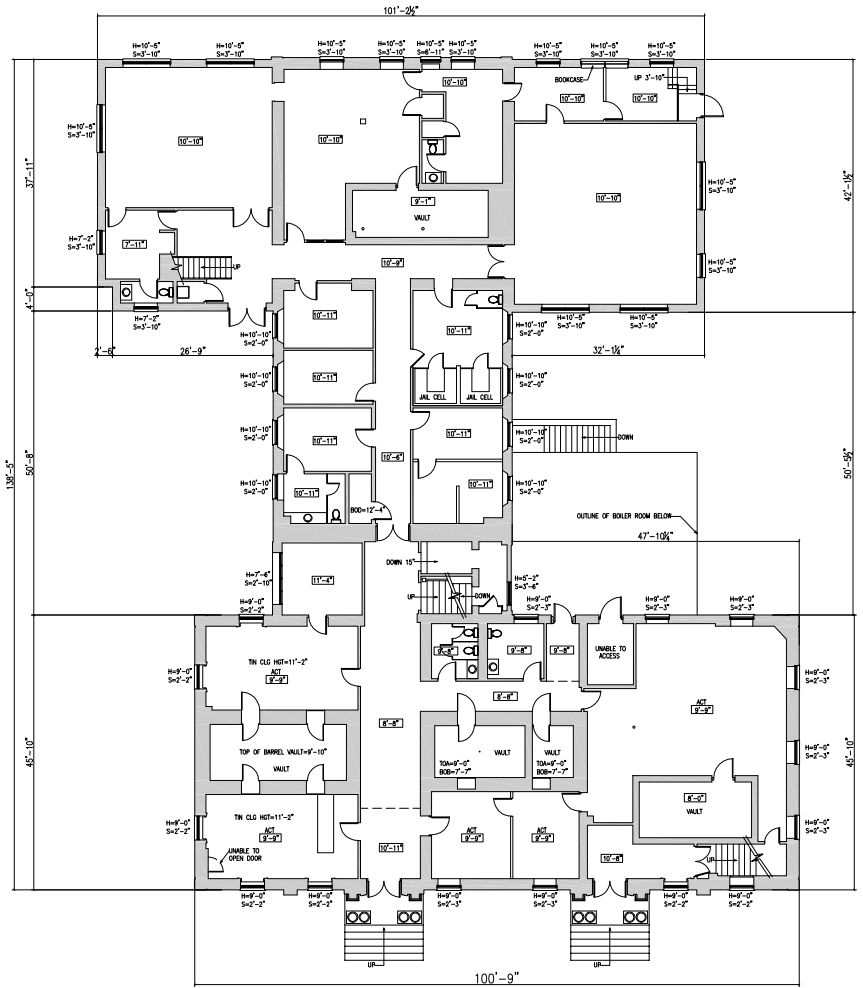 101'-2½"
H=10'-5"
S=3'-10"
H=10'-5"
S=3'-10"
H=10'-5"
S=3'-10"
H=10'-5"
S=3'-10"
H=10'-5"
S=6'-11"
H=10'-5"
S=3'-10"
H=10'-5"
S=3'-10"
H=10'-5"
S=3'-10"
H=10'-5"
S=3'-10"
BOOKCASE
UP 3'-10"
10'-10"
10'-10"
10'-10"
H=10'-5"
S=3'-10"
10'-10"
10'-10"
37'-11"
42'-1½"
H=10'-5"
S=3'-10"
10'-10"
9'-1"
VAULT
H=7'-2"
S=3'-10"
7'-11"
UP
10'-9"
H=10'-5"
S=3'-10"
4'-0"
H=7'-2"
S=3'-10"
H=10'-5"
S=3'-10"
H=10'-5"
S=3'-10"
10'-11"
10'-11"
H=10'-10"
S=2'-0"
H=10'-10"
S=2'-0"
2'-6"
26'-9"
32'-1¼"
H=10'-10"
S=2'-0"
10'-11"
JAIL CELL
JAIL CELL
H=10'-10"
S=2'-0"
H=10'-10"
S=2'-0"
10'-11"
10'-11"
H=10'-10"
S=2'-0"
DOWN
138'-5"
50'-8"
10'-6"
50'-5½"
H=10'-10"
S=2'-0"
10'-11"
BOD=12'-4"
10'-11"
H=10'-10"
S=2'-0"
OUTLINE OF BOILER ROOM BELOW
47'-10¾"
DOWN 15"
H=7'-6"
S=2'-10"
11'-4"
UP
DOWN
H=5'-2"
S=3'-6"
H=9'-0"
S=2'-2"
H=9'-0"
S=2'-3"
H=9'-0"
S=2'-3"
H=9'-0"
S=2'-3"
9'-8"
9'-8"
9'-8"
UNABLE TO
ACCESS
TIN CLG HGT=11'-2"
ACT
9'-9"
H=9'-0"
S=2'-2"
H=9'-0"
S=2'-3"
8'-8"
ACT
9'-9"
8'-8"
TOP OF BARREL VAULT=9'-10"
VAULT
VAULT
TOA=9'-0"
BOB=7'-7"
VAULT
TOA=9'-0"
BOB=7'-7"
H=9'-0"
S=2'-3"
45'-10"
45'-10"
8'-0"
VAULT
TIN CLG HGT=11'-2"
H=9'-0"
S=2'-2"
ACT
9'-9"
ACT
9'-9"
ACT
9'-9"
H=9'-0"
S=2'-3"
UNABLE TO
OPEN DOOR
10'-11"
10'-8"
UP
H=9'-0"
S=2'-2"
H=9'-0"
S=2'-2"
H=9'-0"
S=2'-3"
H=9'-0"
S=2'-3"
H=9'-0"
S=2'-2"
H=9'-0"
S=2'-2"
UP
UP
100'-9"